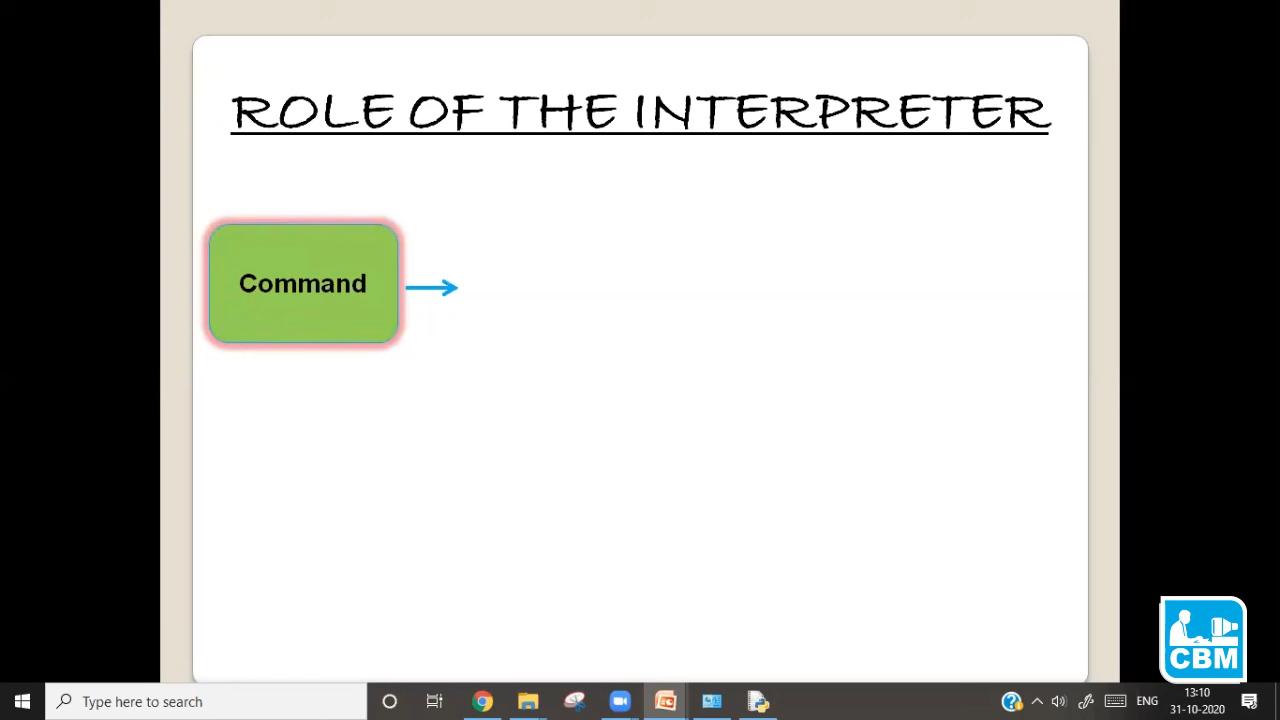 ROLE OF THE INTERPRETER
Command
CBM
Type here to search
ENG
13:10
31-10-2020